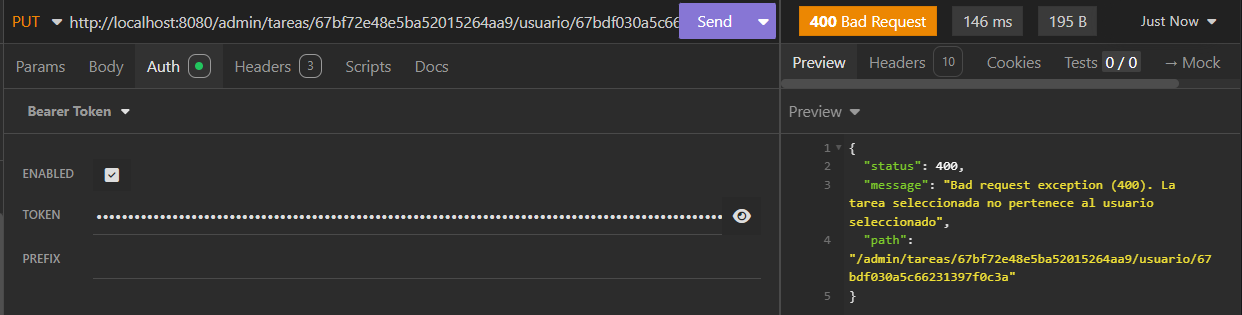 PUT http://localhost:8080/admin/tareas/67bf72e48e5ba52015264aa9/usuario/67bdf030a5c66 Send
400 Bad Request 146 ms 195 B Just Now
Params Body Auth Headers 3 Scripts Docs
Preview Headers 10 Cookies Tests 0 / 0 → Mock
Bearer Token
Preview
ENABLED
TOKEN ••••••••••••••••••••••••••••••••••••••••••••••••••••••••••••••••••••••••••••••••••••••••••••••••••••
PREFIX
1 {
2 "status": 400,
3 "message": "Bad request exception (400). La
tarea seleccionada no pertenece al usuario
seleccionado",
4 "path":
"/admin/tareas/67bf72e48e5ba52015264aa9/usuario/67
bdf030a5c66231397f0c3a"
5 }